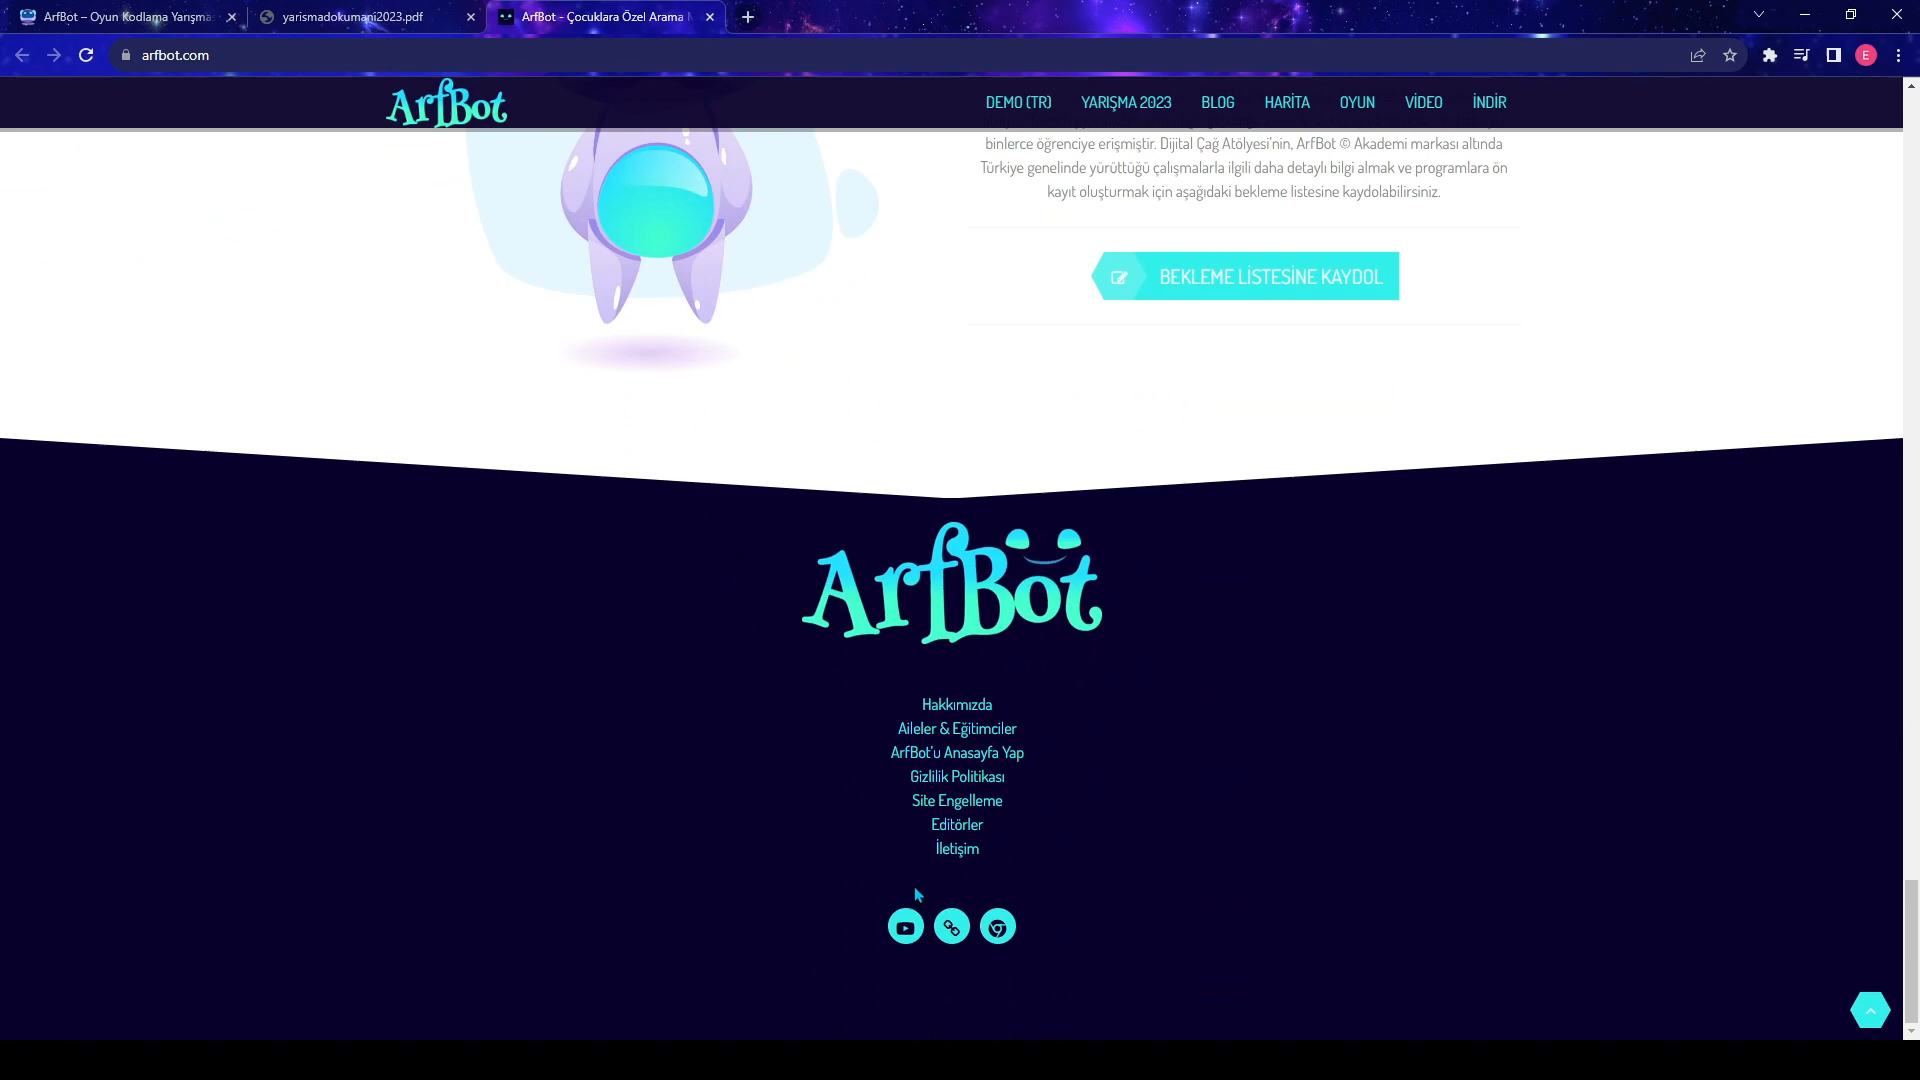 ArfBot – Oyun Kodlama Yarışma
yarismadokumani2023.pdf
ArfBot - Çocuklara Özel Arama
arfbot.com
E
ArfBot
DEMO (TR)
YARIŞMA 2023
BLOG
HARİTA
OYUN
VİDEO
İNDİR
binlerce öğrenciye erişmiştir. Dijital Çağ Atölyesi'nin, ArfBot © Akademi markası altında
Türkiye genelinde yürüttüğü çalışmalarla ilgili daha detaylı bilgi almak ve programlara ön
kayıt oluşturmak için aşağıdaki bekleme listesine kaydolabilirsiniz.
BEKLEME LİSTESİNE KAYDOL
ArfBot
Hakkımızda
Aileler & Eğitimciler
ArfBot'u Anasayfa Yap
Gizlilik Politikası
Site Engelleme
Editörler
İletişim